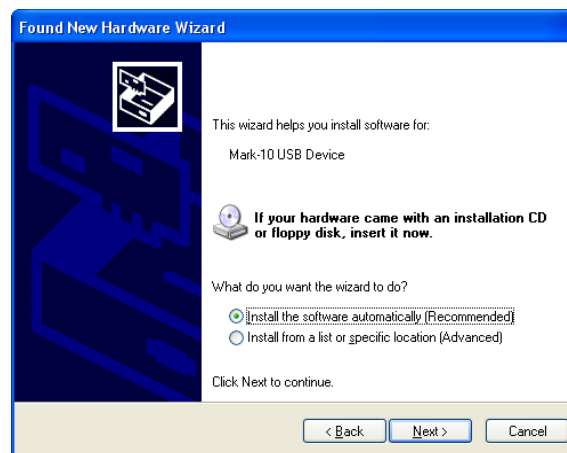 Found New Hardware Wizard
This wizard helps you install software for:
Mark-10 USB Device
If your hardware came with an installation CD
or floppy disk, insert it now.
What do you want the wizard to do?
Install the software automatically (Recommended)
Install from a list or specific location (Advanced)
Click Next to continue.
< Back Next > Cancel